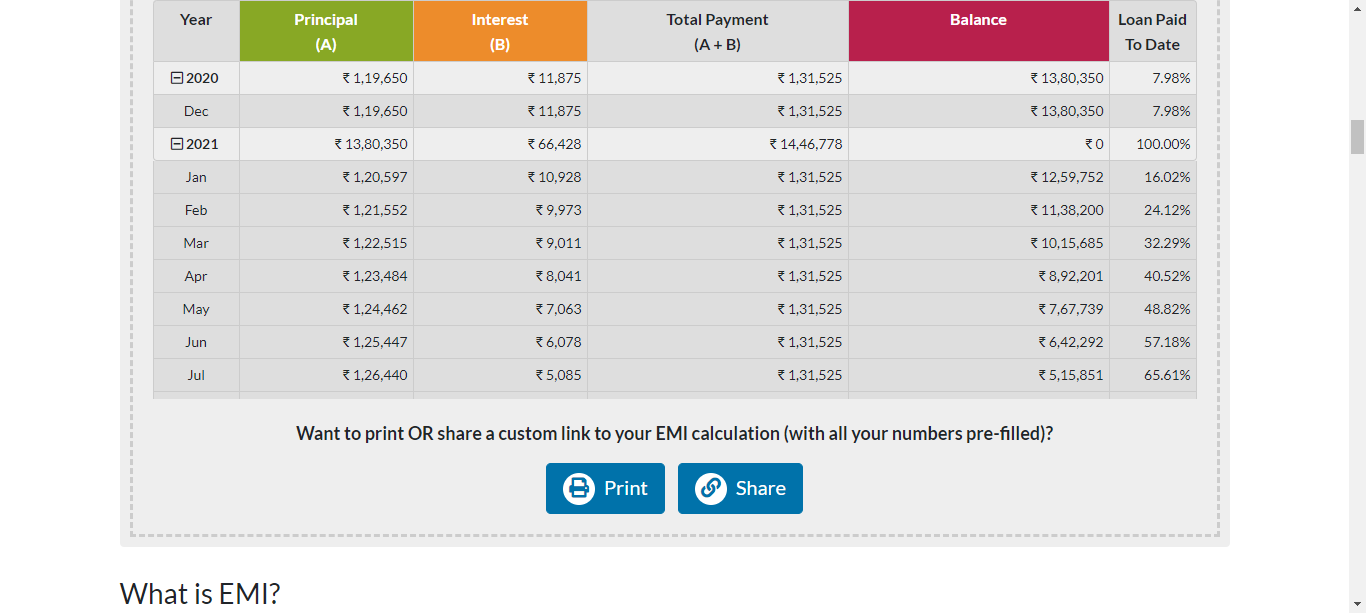 Year Principal Interest Total Payment Balance Loan Paid
(A) (B) (A + B) To Date
2020 ₹ 1,19,650 ₹ 11,875 ₹ 1,31,525 ₹ 13,80,350 7.98%
Dec ₹ 1,19,650 ₹ 11,875 ₹ 1,31,525 ₹ 13,80,350 7.98%
2021 ₹ 13,80,350 ₹ 66,428 ₹ 14,46,778 ₹ 0 100.00%
Jan ₹ 1,20,597 ₹ 10,928 ₹ 1,31,525 ₹ 12,59,752 16.02%
Feb ₹ 1,21,552 ₹ 9,973 ₹ 1,31,525 ₹ 11,38,200 24.12%
Mar ₹ 1,22,515 ₹ 9,011 ₹ 1,31,525 ₹ 10,15,685 32.29%
Apr ₹ 1,23,484 ₹ 8,041 ₹ 1,31,525 ₹ 8,92,201 40.52%
May ₹ 1,24,462 ₹ 7,063 ₹ 1,31,525 ₹ 7,67,739 48.82%
Jun ₹ 1,25,447 ₹ 6,078 ₹ 1,31,525 ₹ 6,42,292 57.18%
Jul ₹ 1,26,440 ₹ 5,085 ₹ 1,31,525 ₹ 5,15,851 65.61%
Want to print OR share a custom link to your EMI calculation (with all your numbers pre-filled)?
Print Share
What is EMI?